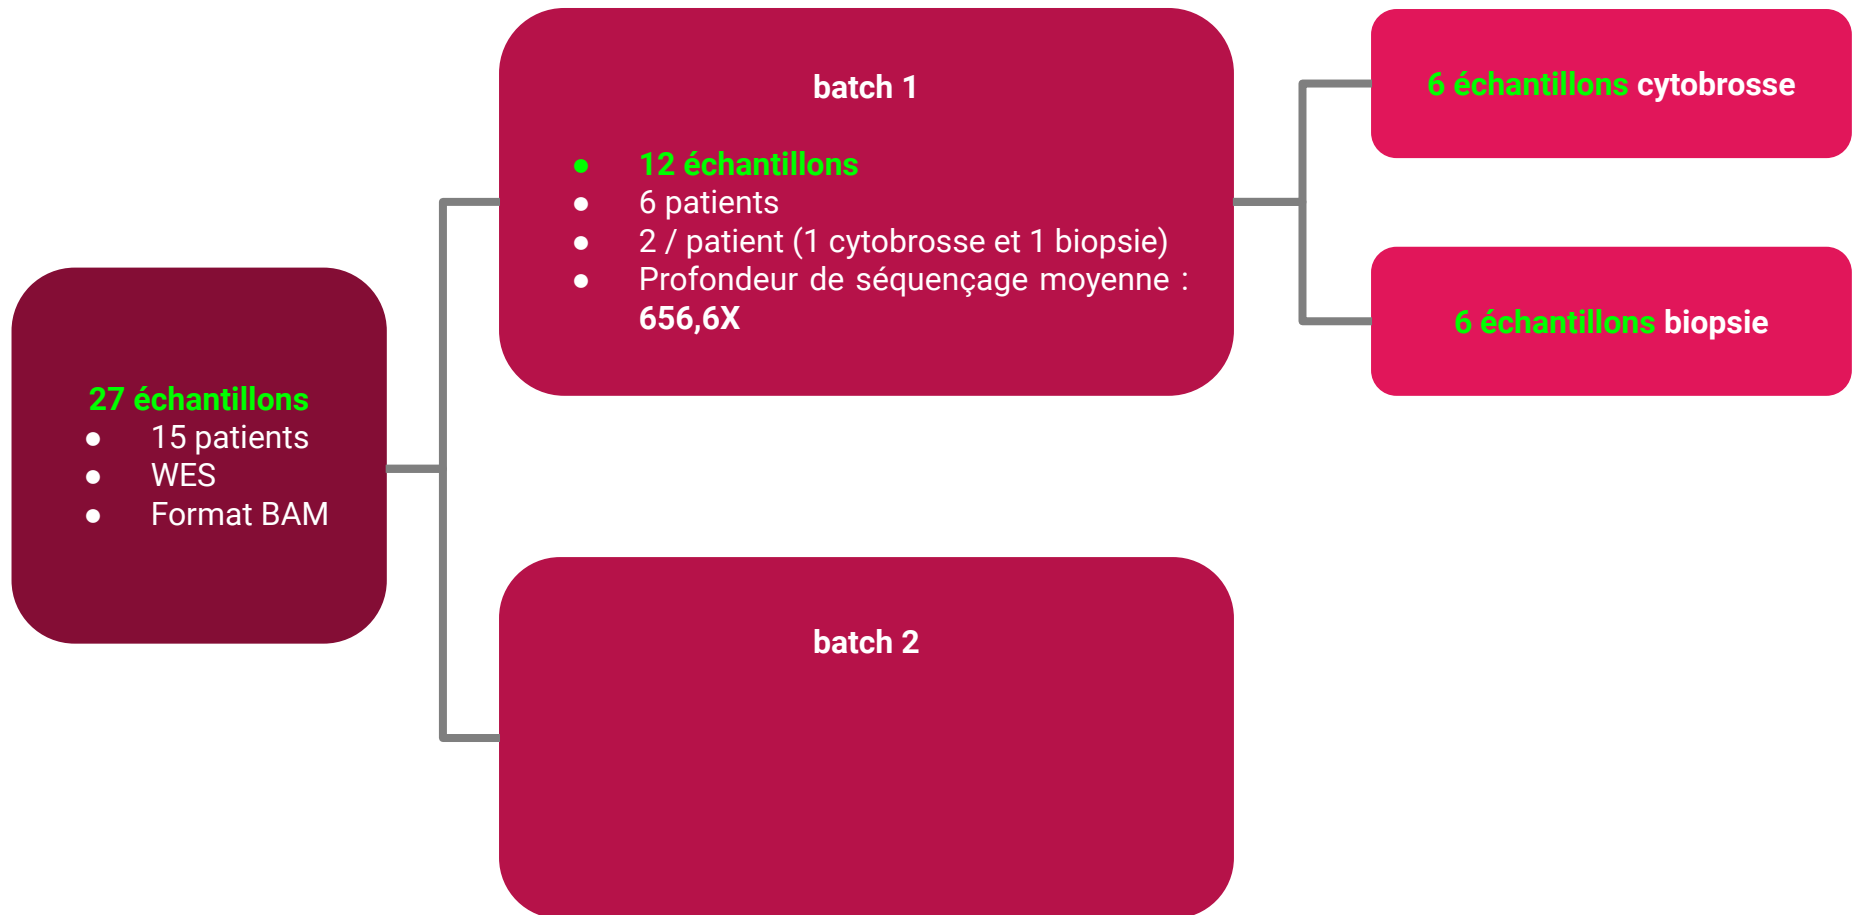 27 échantillons
● 15 patients
● WES
● Format BAM
batch 1
● 12 échantillons
● 6 patients
● 2 / patient (1 cytobrosse et 1 biopsie)
● Profondeur de séquençage moyenne :
656,6X
6 échantillons cytobrosse
6 échantillons biopsie
batch 2